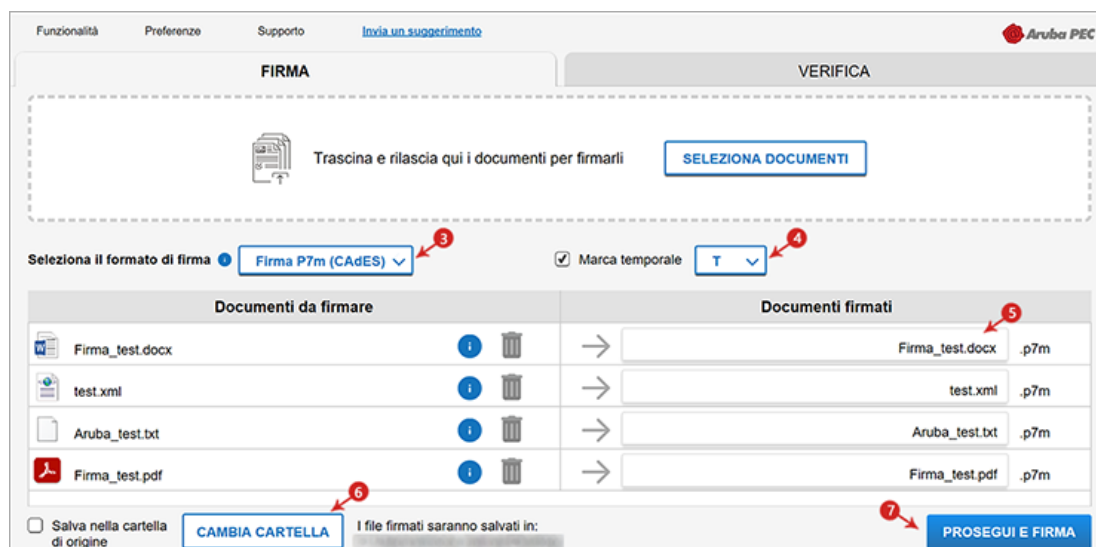 Funzionalità Preferenze Supporto Invia un suggerimento Aruba PEC
FIRMA VERIFICA
Trascina e rilascia qui i documenti per firmarli SELEZIONA DOCUMENTI
3 4
Seleziona il formato di firma i Firma P7m (CAdES) Marca temporale T
Documenti da firmare Documenti firmati
5
Firma_test.docx i Firma_test.docx .p7m
test.xml i test.xml .p7m
Aruba_test.txt i Aruba_test.txt .p7m
Firma_test.pdf i Firma_test.pdf .p7m
6
7
Salva nella cartella di origine CAMBIA CARTELLA I file firmati saranno salvati in: PROSEGUI E FIRMA